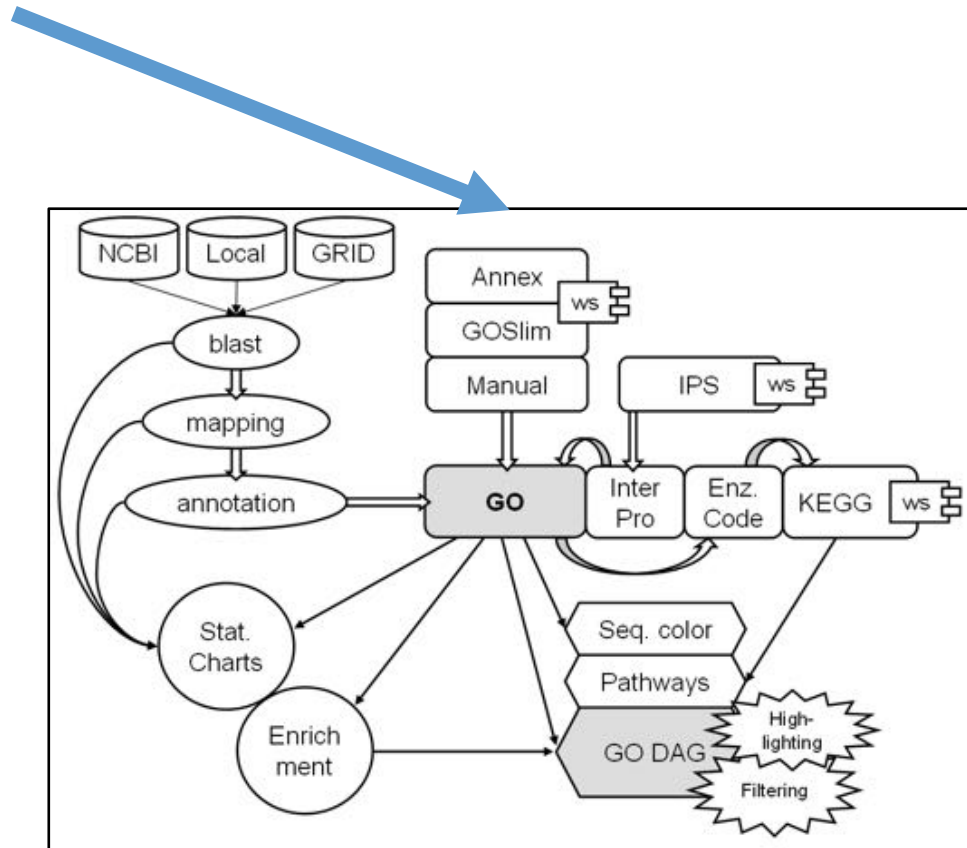 NCBI
Local
GRID
blast
mapping
annotation
Annex
GOSlim
Manual
ws
IPS
ws
GO
Inter
Pro
Enz.
Code
KEGG
ws
Stat.
Charts
Enrich
ment
Seq. color
Pathways
GO DAG
High-
lighting
Filtering